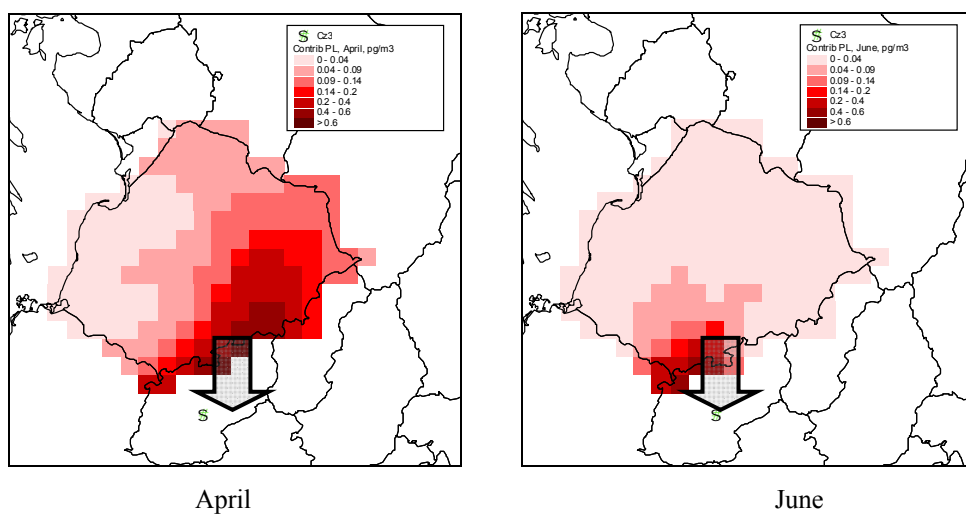 Cz3
Contrib PL, April, pg/m3
0 - 0.04
0.04 - 0.09
0.09 - 0.14
0.14 - 0.2
0.2 - 0.4
0.4 - 0.6
> 0.6
S
April
Cz3
Contrib PL, June, pg/m3
0 - 0.04
0.04 - 0.09
0.09 - 0.14
0.14 - 0.2
0.2 - 0.4
0.4 - 0.6
> 0.6
S
June